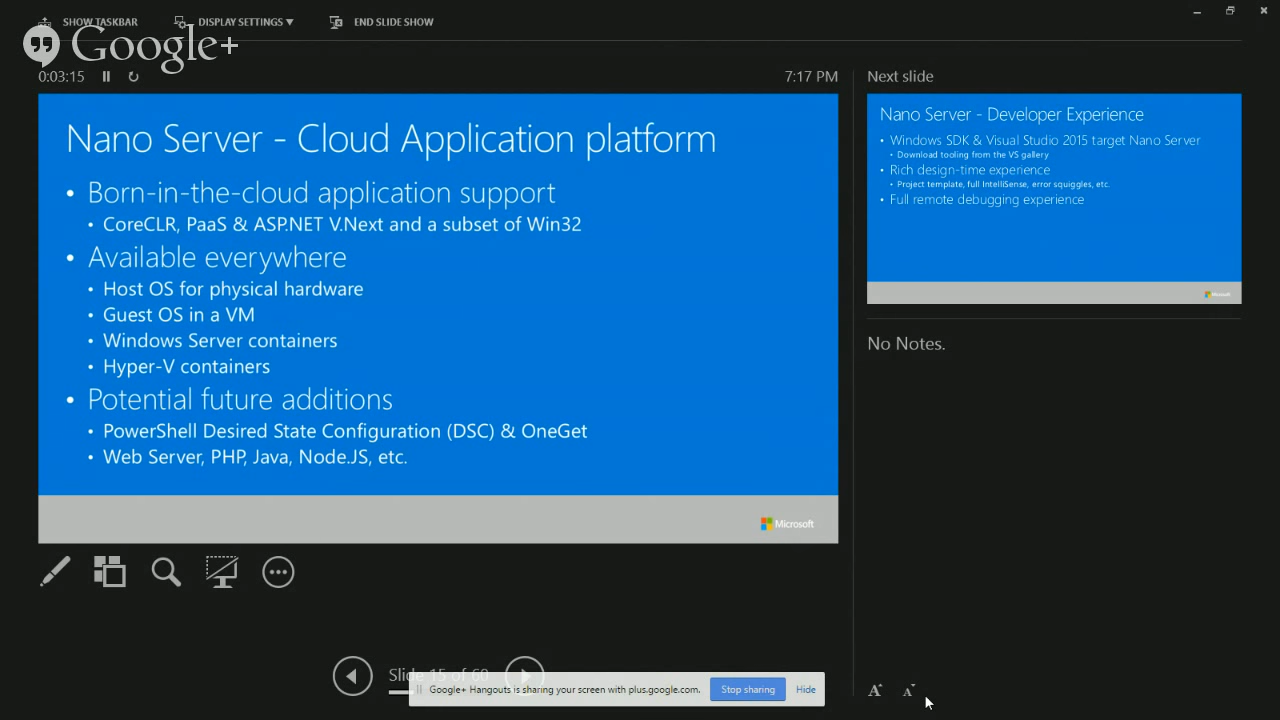 SHOW TASKBAR
DISPLAY SETTINGS ▼
END SLIDE SHOW
Google+
0:03:15
7:17 PM
Nano Server - Cloud Application platform
• Born-in-the-cloud application support
• CoreCLR, PaaS & ASP.NET V.Next and a subset of Win32
• Available everywhere
• Host OS for physical hardware
• Guest OS in a VM
• Windows Server containers
• Hyper-V containers
• Potential future additions
• PowerShell Desired State Configuration (DSC) & OneGet
• Web Server, PHP, Java, Node.JS, etc.
Microsoft
Next slide
Nano Server - Developer Experience
• Windows SDK & Visual Studio 2015 target Nano Server
• Download tooling from the VS gallery
• Rich design-time experience
• Project template, full IntelliSense, error squiggles, etc.
• Full remote debugging experience
Microsoft
No Notes.
Slide 15 of 60
Google+ Hangouts is sharing your screen with plus.google.com.
Stop sharing
Hide
A
A